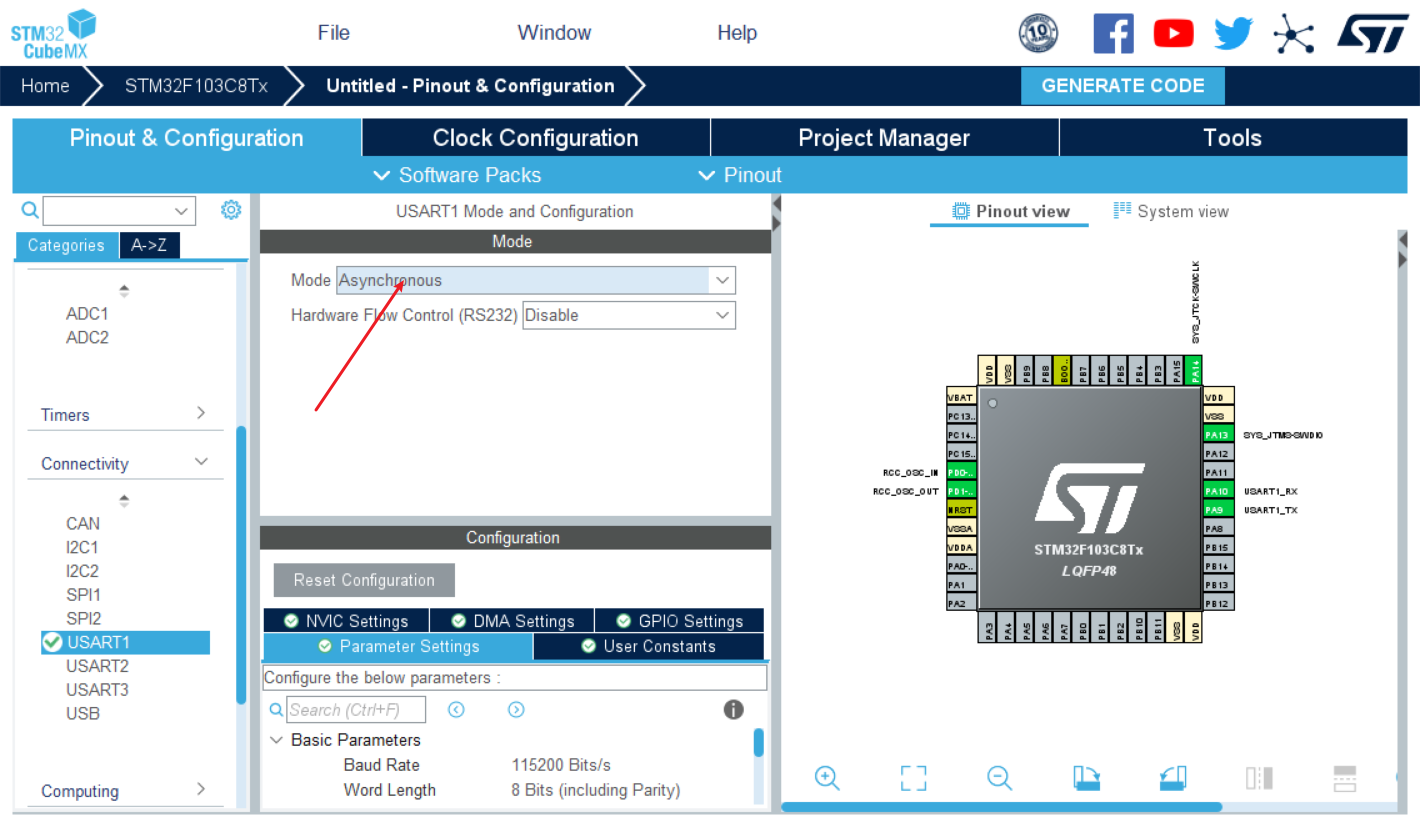 STM32
CubeMX
File
Window
Help
10
Home
STM32F103C8Tx
Untitled - Pinout & Configuration
GENERATE CODE
Pinout & Configuration
Clock Configuration
Project Manager
Tools
Software Packs
Pinout
Categories
A->Z
ADC1
ADC2
Timers
Connectivity
CAN
I2C1
I2C2
SPI1
SPI2
USART1
USART2
USART3
USB
Computing
USART1 Mode and Configuration
Mode
Mode Asynchronous
Hardware Flow Control (RS232) Disable
Configuration
Reset Configuration
NVIC Settings
DMA Settings
GPIO Settings
Parameter Settings
User Constants
Configure the below parameters :
Search (Ctrl+F)
Basic Parameters
Baud Rate 115200 Bits/s
Word Length 8 Bits (including Parity)
Pinout view
System view
SYS_JTCK-SWCLK
VDD
VSS
PB9
PB8
BOO..
PB7
PB6
PB5
PB4
PB3
PA15
PA14
VBAT
PC13..
PC14..
PC15..
RCC_OSC_IN PD0-..
RCC_OSC_OUT PD1-..
NRST
VSSA
VDDA
PA0-..
PA1
PA2
STM32F103C8Tx
LQFP48
VDD
VSS
PA13 SYS_JTMS-SWDIO
PA12
PA11
PA10 USART1_RX
PA9 USART1_TX
PA8
PB15
PB14
PB13
PB12
PA3
PA4
PA5
PA6
PA7
PB0
PB1
PB2
PB10
PB11
VSS
VDD